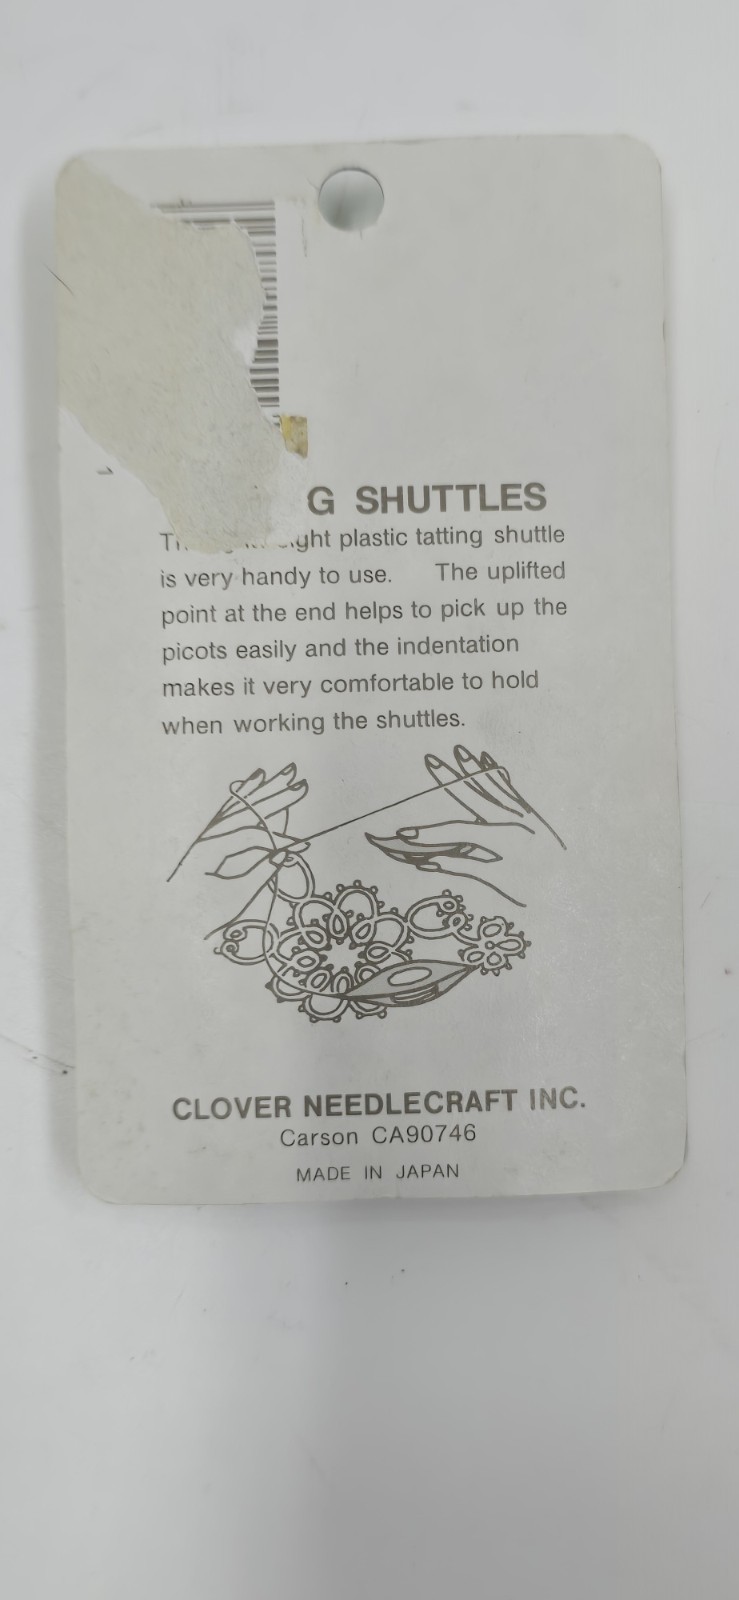 G SHUTTLES
plastic tatting shuttle
is very handy to use. The uplifted
point at the end helps to pick up the
picots easily and the indentation
makes it very comfortable to hold
when working the shuttles.
CLOVER NEEDLECRAFT INC.
Carson CA90746
MADE IN JAPAN